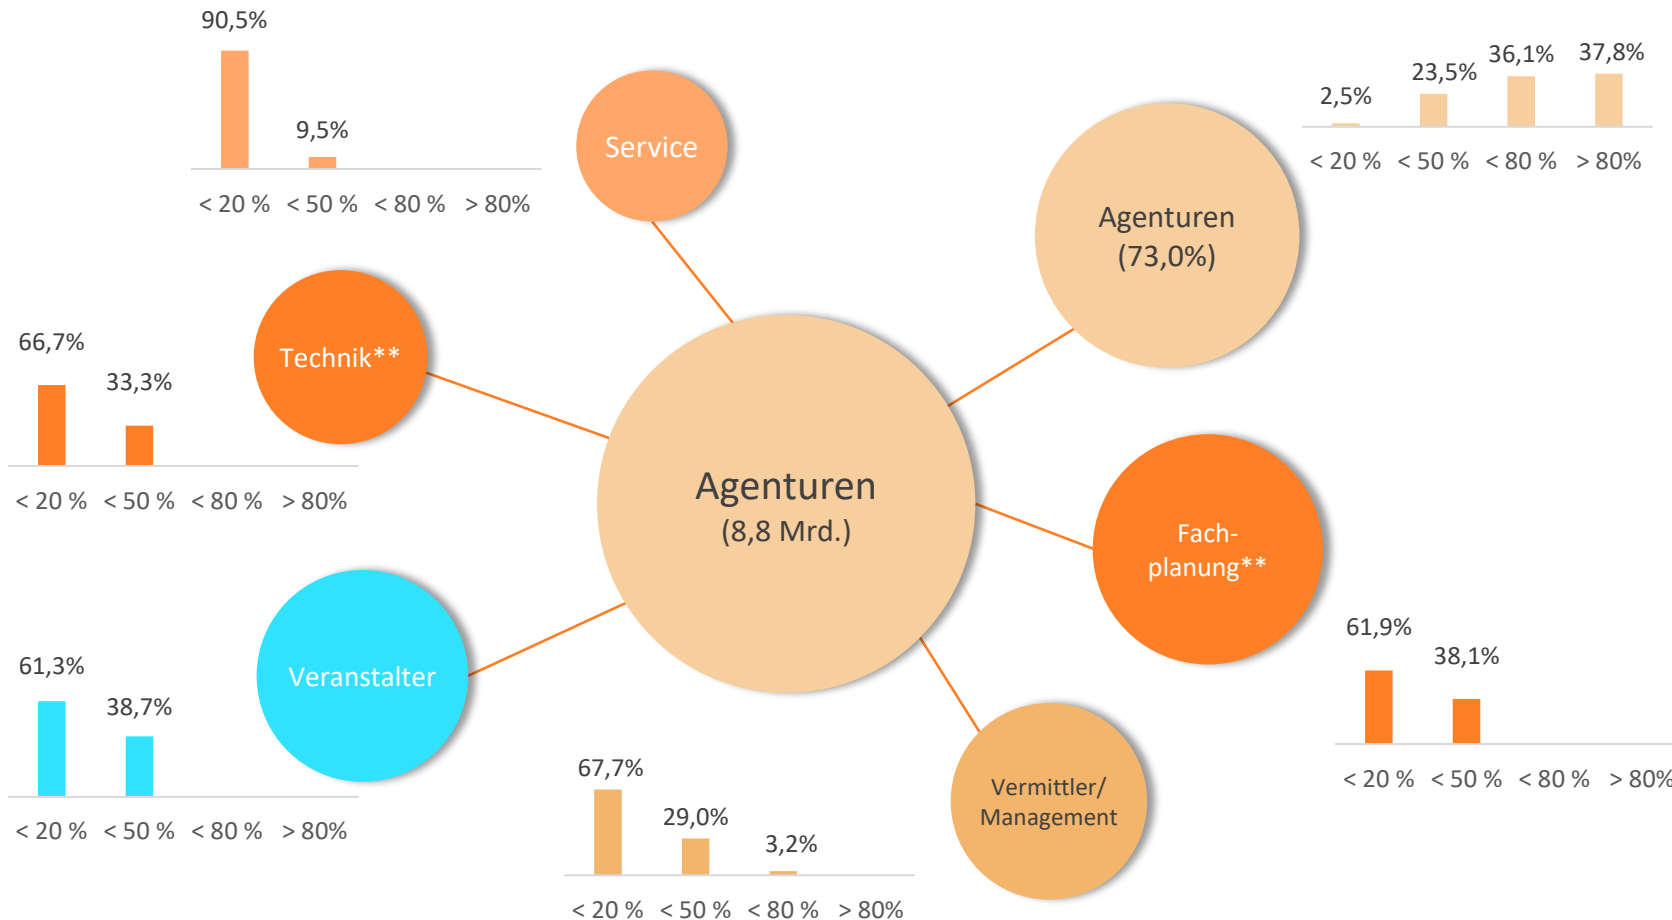 90,5%
9,5%
< 20 % < 50 % < 80 % > 80%
Service
2,5%
23,5%
36,1%
37,8%
< 20 % < 50 % < 80 % > 80%
Agenturen
(73,0%)
66,7%
33,3%
< 20 % < 50 % < 80 % > 80%
Technik**
Agenturen
(8,8 Mrd.)
Fach-
planung**
61,9%
38,1%
< 20 % < 50 % < 80 % > 80%
61,3%
38,7%
< 20 % < 50 % < 80 % > 80%
Veranstalter
67,7%
29,0%
3,2%
< 20 % < 50 % < 80 % > 80%
Vermittler/
Management